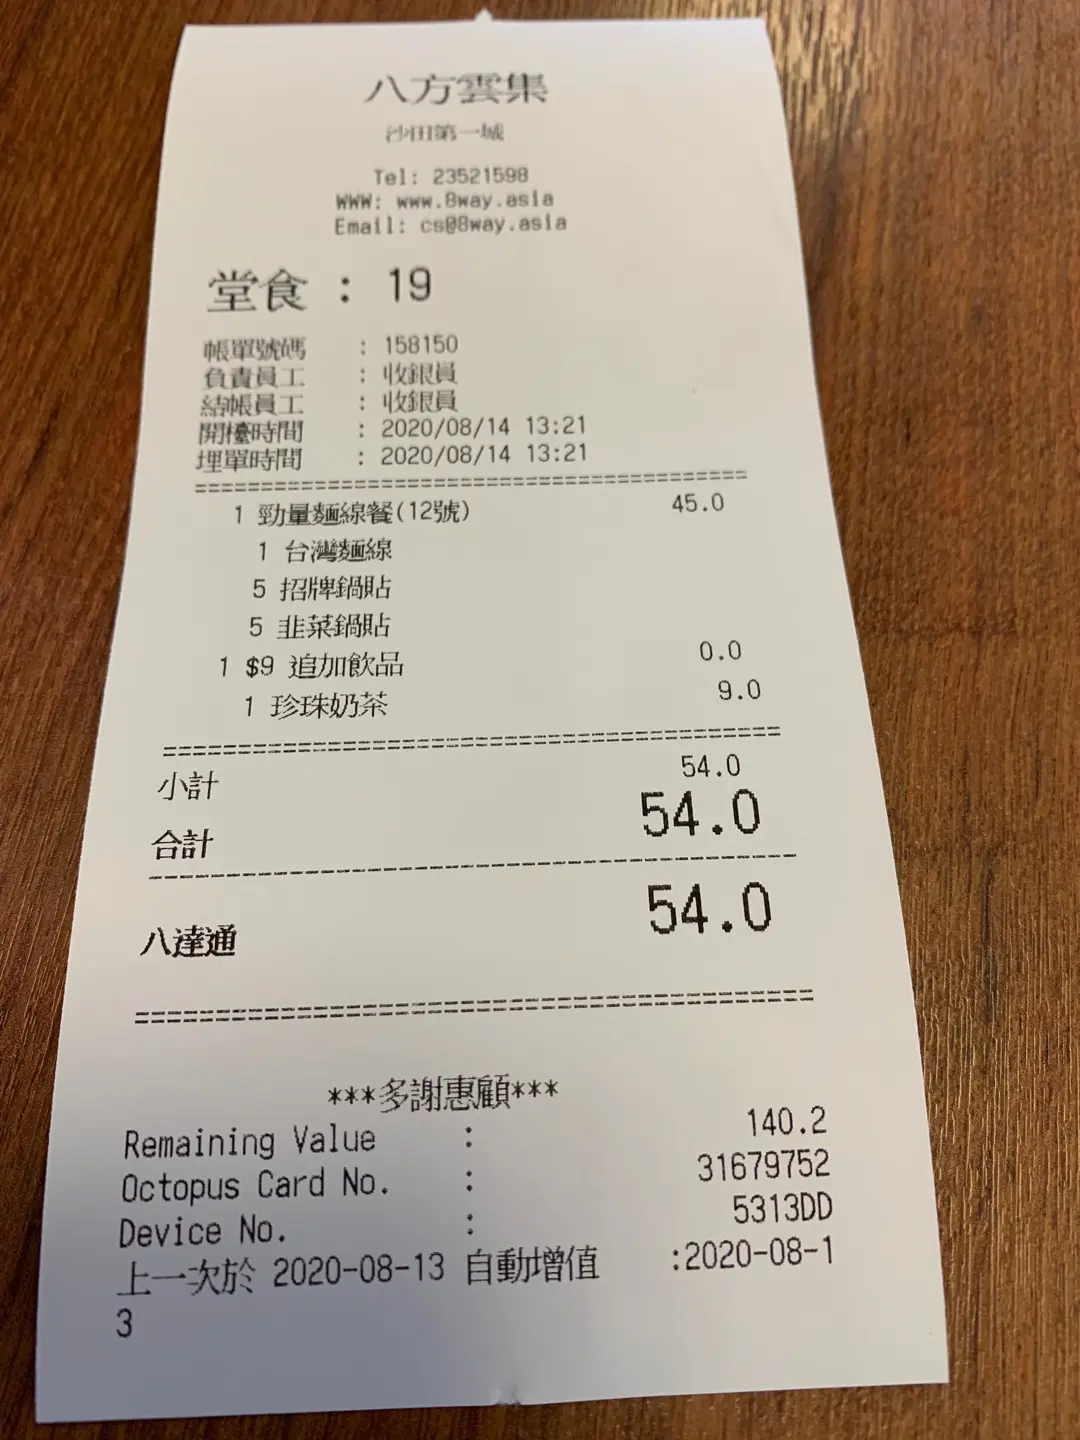 八方雲集
沙田第一城
Tel: 23521598
WWW: www.8way.asia
Email: cs@8way.asia
堂食 : 19
帳單號碼 : 158150
負責員工 : 收銀員
結帳員工 : 收銀員
開檯時間 : 2020/08/14 13:21
埋單時間 : 2020/08/14 13:21
1 勁量麵線餐(12號) 45.0
1 台灣麵線
5 招牌鍋貼
5 韭菜鍋貼
1 $9 追加飲品 0.0
1 珍珠奶茶 9.0
小計 54.0
合計 54.0
八達通 54.0
***多謝惠顧***
Remaining Value : 140.2
Octopus Card No. : 31679752
Device No. : 5313DD
上一次於 2020-08-13 自動增值 :2020-08-1
3